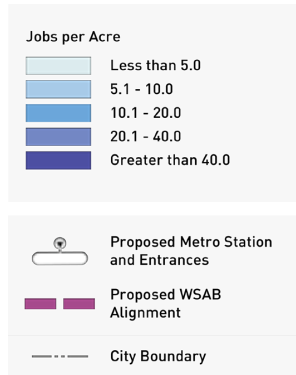 Jobs per Acre
Less than 5.0
5.1 - 10.0
10.1 - 20.0
20.1 - 40.0
Greater than 40.0
Proposed Metro Station
and Entrances
Proposed WSAB
Alignment
City Boundary